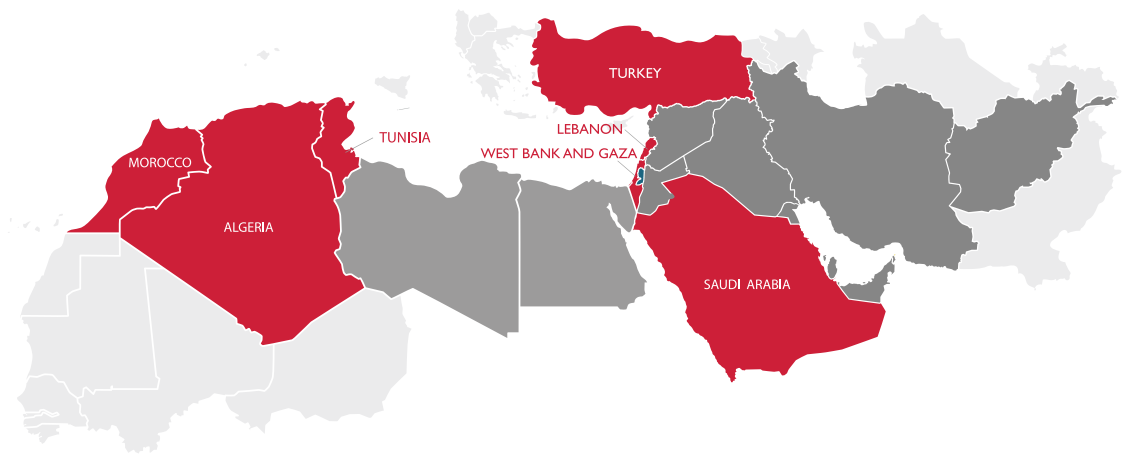 TURKEY
LEBANON
TUNISIA
WEST BANK AND GAZA
MOROCCO
ALGERIA
SAUDI ARABIA